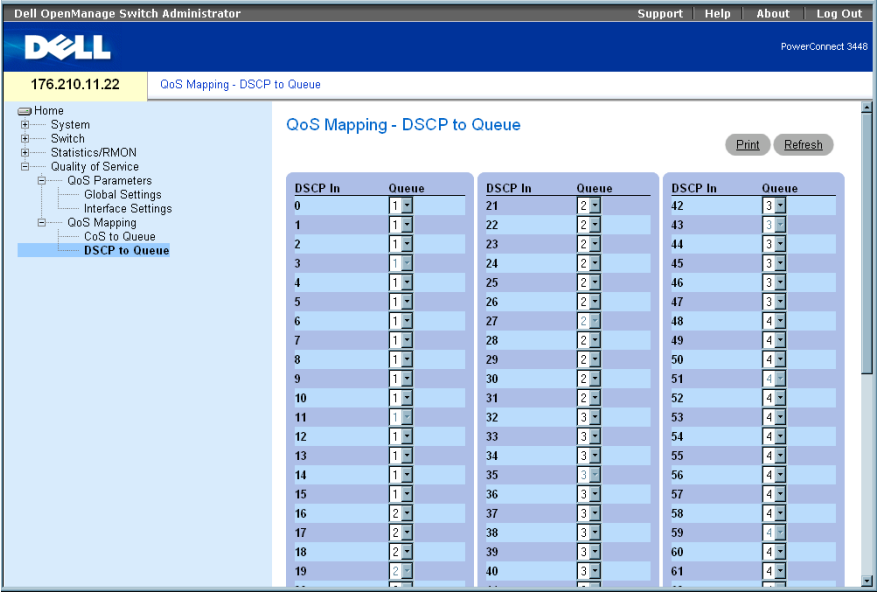 Dell OpenManage Switch Administrator Support Help About Log Out
DELL
PowerConnect 3448
176.210.11.22 QoS Mapping - DSCP to Queue
Home
System
Switch
Statistics/RMON
Quality of Service
QoS Parameters
Global Settings
Interface Settings
QoS Mapping
CoS to Queue
DSCP to Queue
QoS Mapping - DSCP to Queue
Print Refresh
DSCP In Queue DSCP In Queue DSCP In Queue
0 1 21 2 42 3
1 1 22 2 43 3
2 1 23 2 44 3
3 1 24 2 45 3
4 1 25 2 46 3
5 1 26 2 47 3
6 1 27 2 48 4
7 1 28 2 49 4
8 1 29 2 50 4
9 1 30 2 51 4
10 1 31 2 52 4
11 1 32 3 53 4
12 1 33 3 54 4
13 1 34 3 55 4
14 1 35 3 56 4
15 1 36 3 57 4
16 2 37 3 58 4
17 2 38 3 59 4
18 2 39 3 60 4
19 2 40 3 61 4